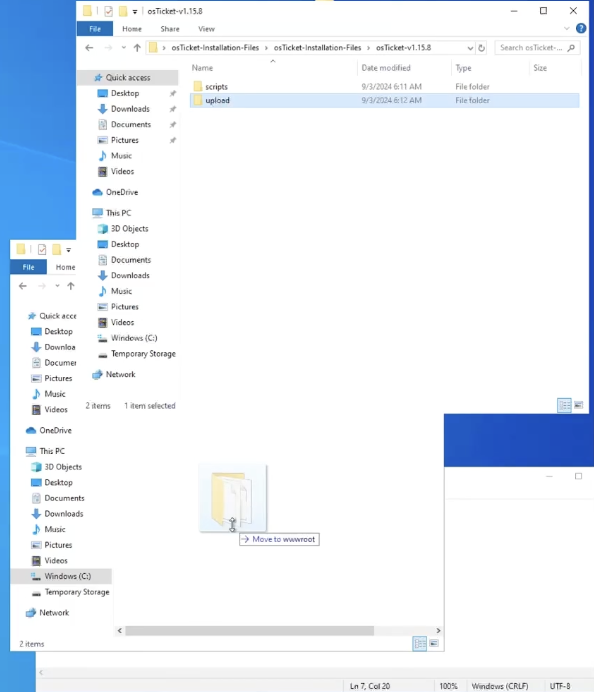 osTicket-v1.15.8
File Home Share View
osTicket-Installation-Files > osTicket-Installation-Files > osTicket-v1.15.8
Search osTicket-...
Name Date modified Type Size
Quick access
Desktop
Downloads
Documents
Pictures
Music
Videos
OneDrive
This PC
3D Objects
Desktop
Documents
Downloads
Music
Pictures
Videos
Windows (C:)
Temporary Storage
Network
scripts 9/3/2024 6:11 AM File folder
upload 9/3/2024 6:12 AM File folder
2 items 1 item selected
File Home
Quick acce
Desktop
Downloa
Documen
Pictures
Music
Videos
OneDrive
This PC
3D Objects
Desktop
Documents
Downloads
Music
Pictures
Videos
Windows (C:)
Temporary Storage
Network
Move to wwwroot
2 items
Ln 7, Col 20 100% Windows (CRLF) UTF-8